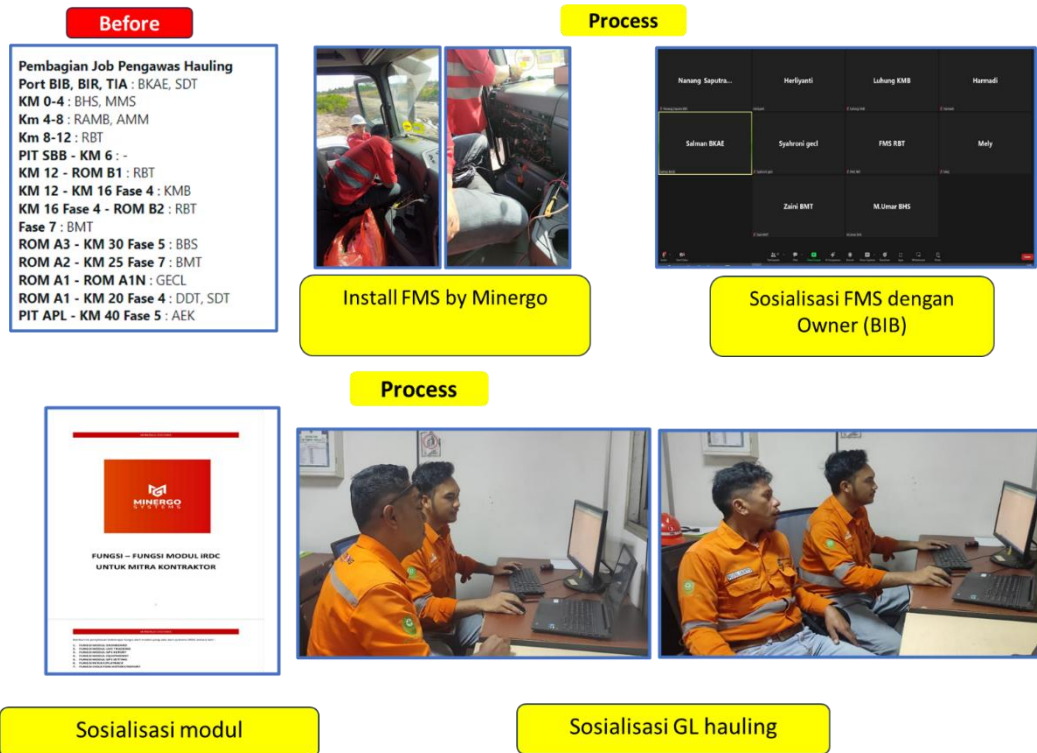 Before
Process
Pembagian Job Pengawas Hauling
Port BIB, BIR, TIA : BKAE, SDT
KM 0-4 : BHS, MMS
Km 4-8 : RAMB, AMM
Km 8-12 : RBT
PIT SBB - KM 6 : -
KM 12 - ROM B1 : RBT
KM 12 - KM 16 Fase 4 : KMB
KM 16 Fase 4 - ROM B2 : RBT
Fase 7 : BMT
ROM A3 - KM 30 Fase 5 : BBS
ROM A2 - KM 25 Fase 7 : BMT
ROM A1 - ROM A1N : GECL
ROM A1 - KM 20 Fase 4 : DDT, SDT
PIT APL - KM 40 Fase 5 : AEK
Install FMS by Minergo
Nanang Saputra...
Herliyanti
Luhung KMB
Harmadi
Salman BKAE
Syahroni gecl
FMS RBT
Mely
Zaini BMT
M.Umar BHS
Sosialisasi FMS dengan
Owner (BIB)
Process
MINERGO
SYSTEMS
FUNGSI – FUNGSI MODUL iRDC
UNTUK MITRA KONTRAKTOR
Sosialisasi modul
Sosialisasi GL hauling